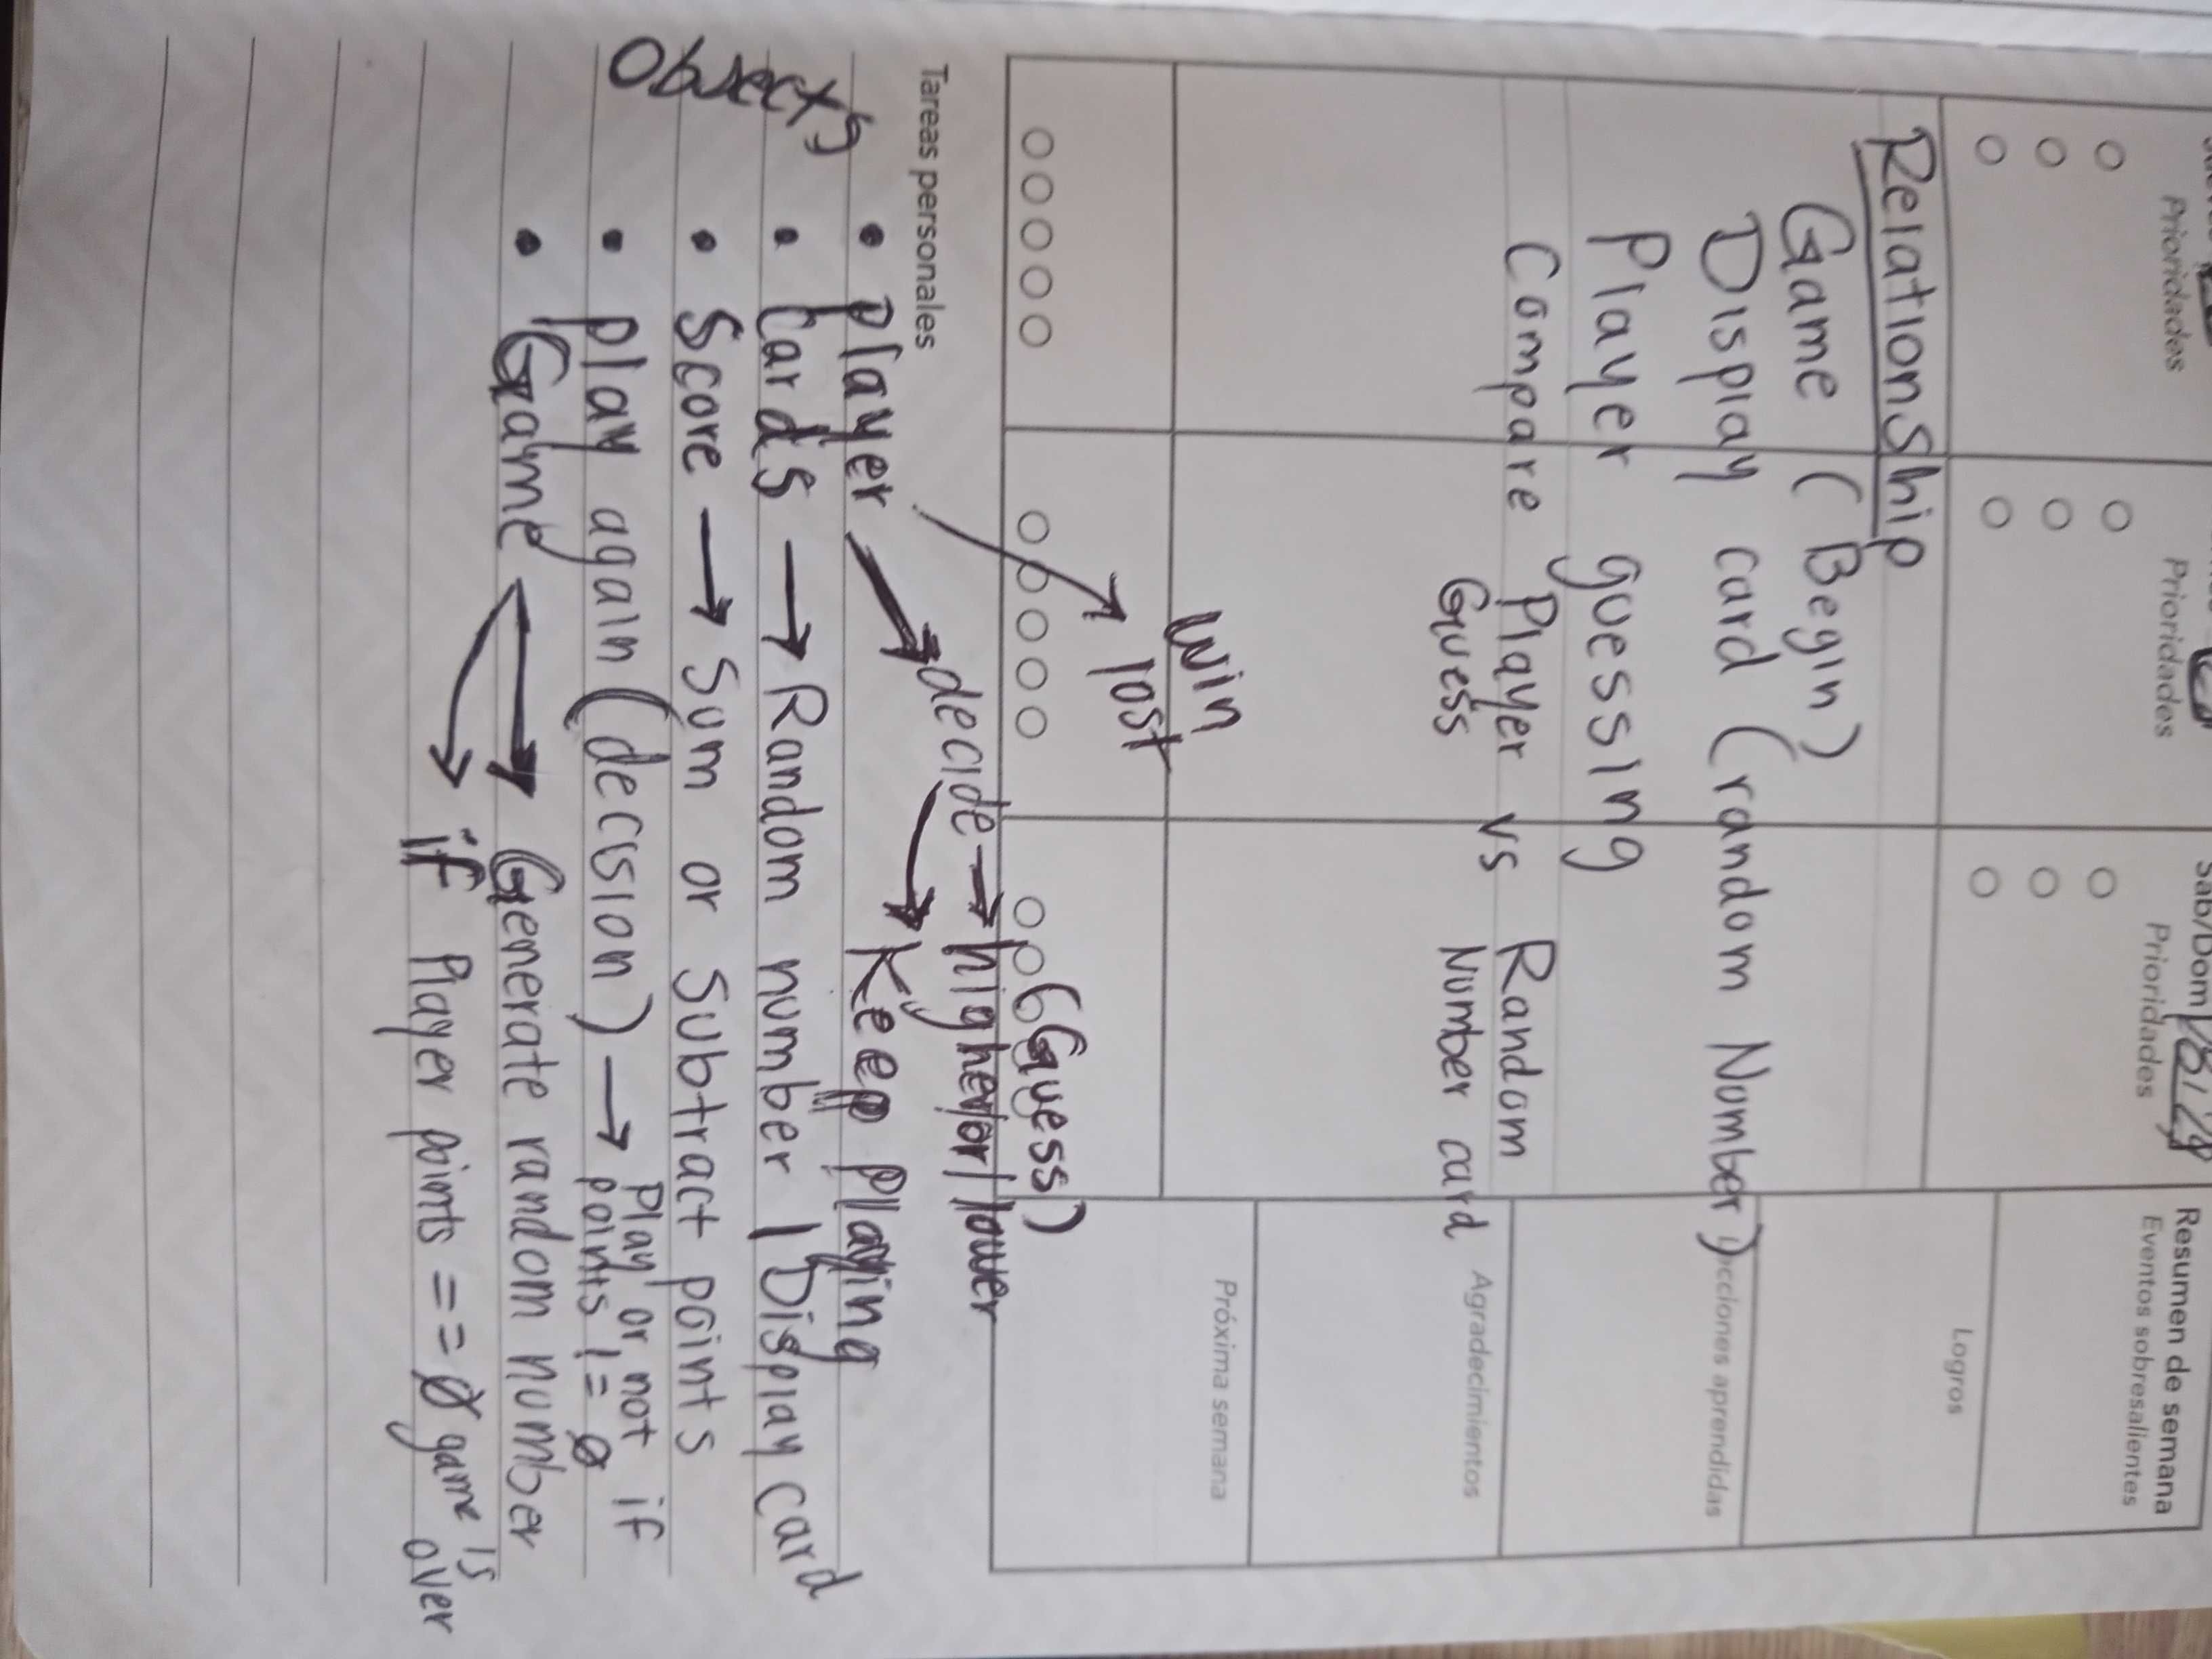 Prioridades
Prioridades
Sab/Dom 28/29
Prioridades
Resumen de semana
Eventos sobresalientes
Logros
Relationship
Game (Begin)
Display card (random Number)
Lecciones aprendidas
Player guessing
Compare Player vs Random
Guess Number card
Agradecimientos
Próxima semana
win
lost
(Guess)
decide → higher/or/lower
Keep Playing
Tareas personales
Objects
• player
• Cards → Random number | Display card
• Score → Sum or Subtract points
• play again (decision) → Play or not if
points != 0
• Game → Generate random number
→ if Player points == 0 game is
over